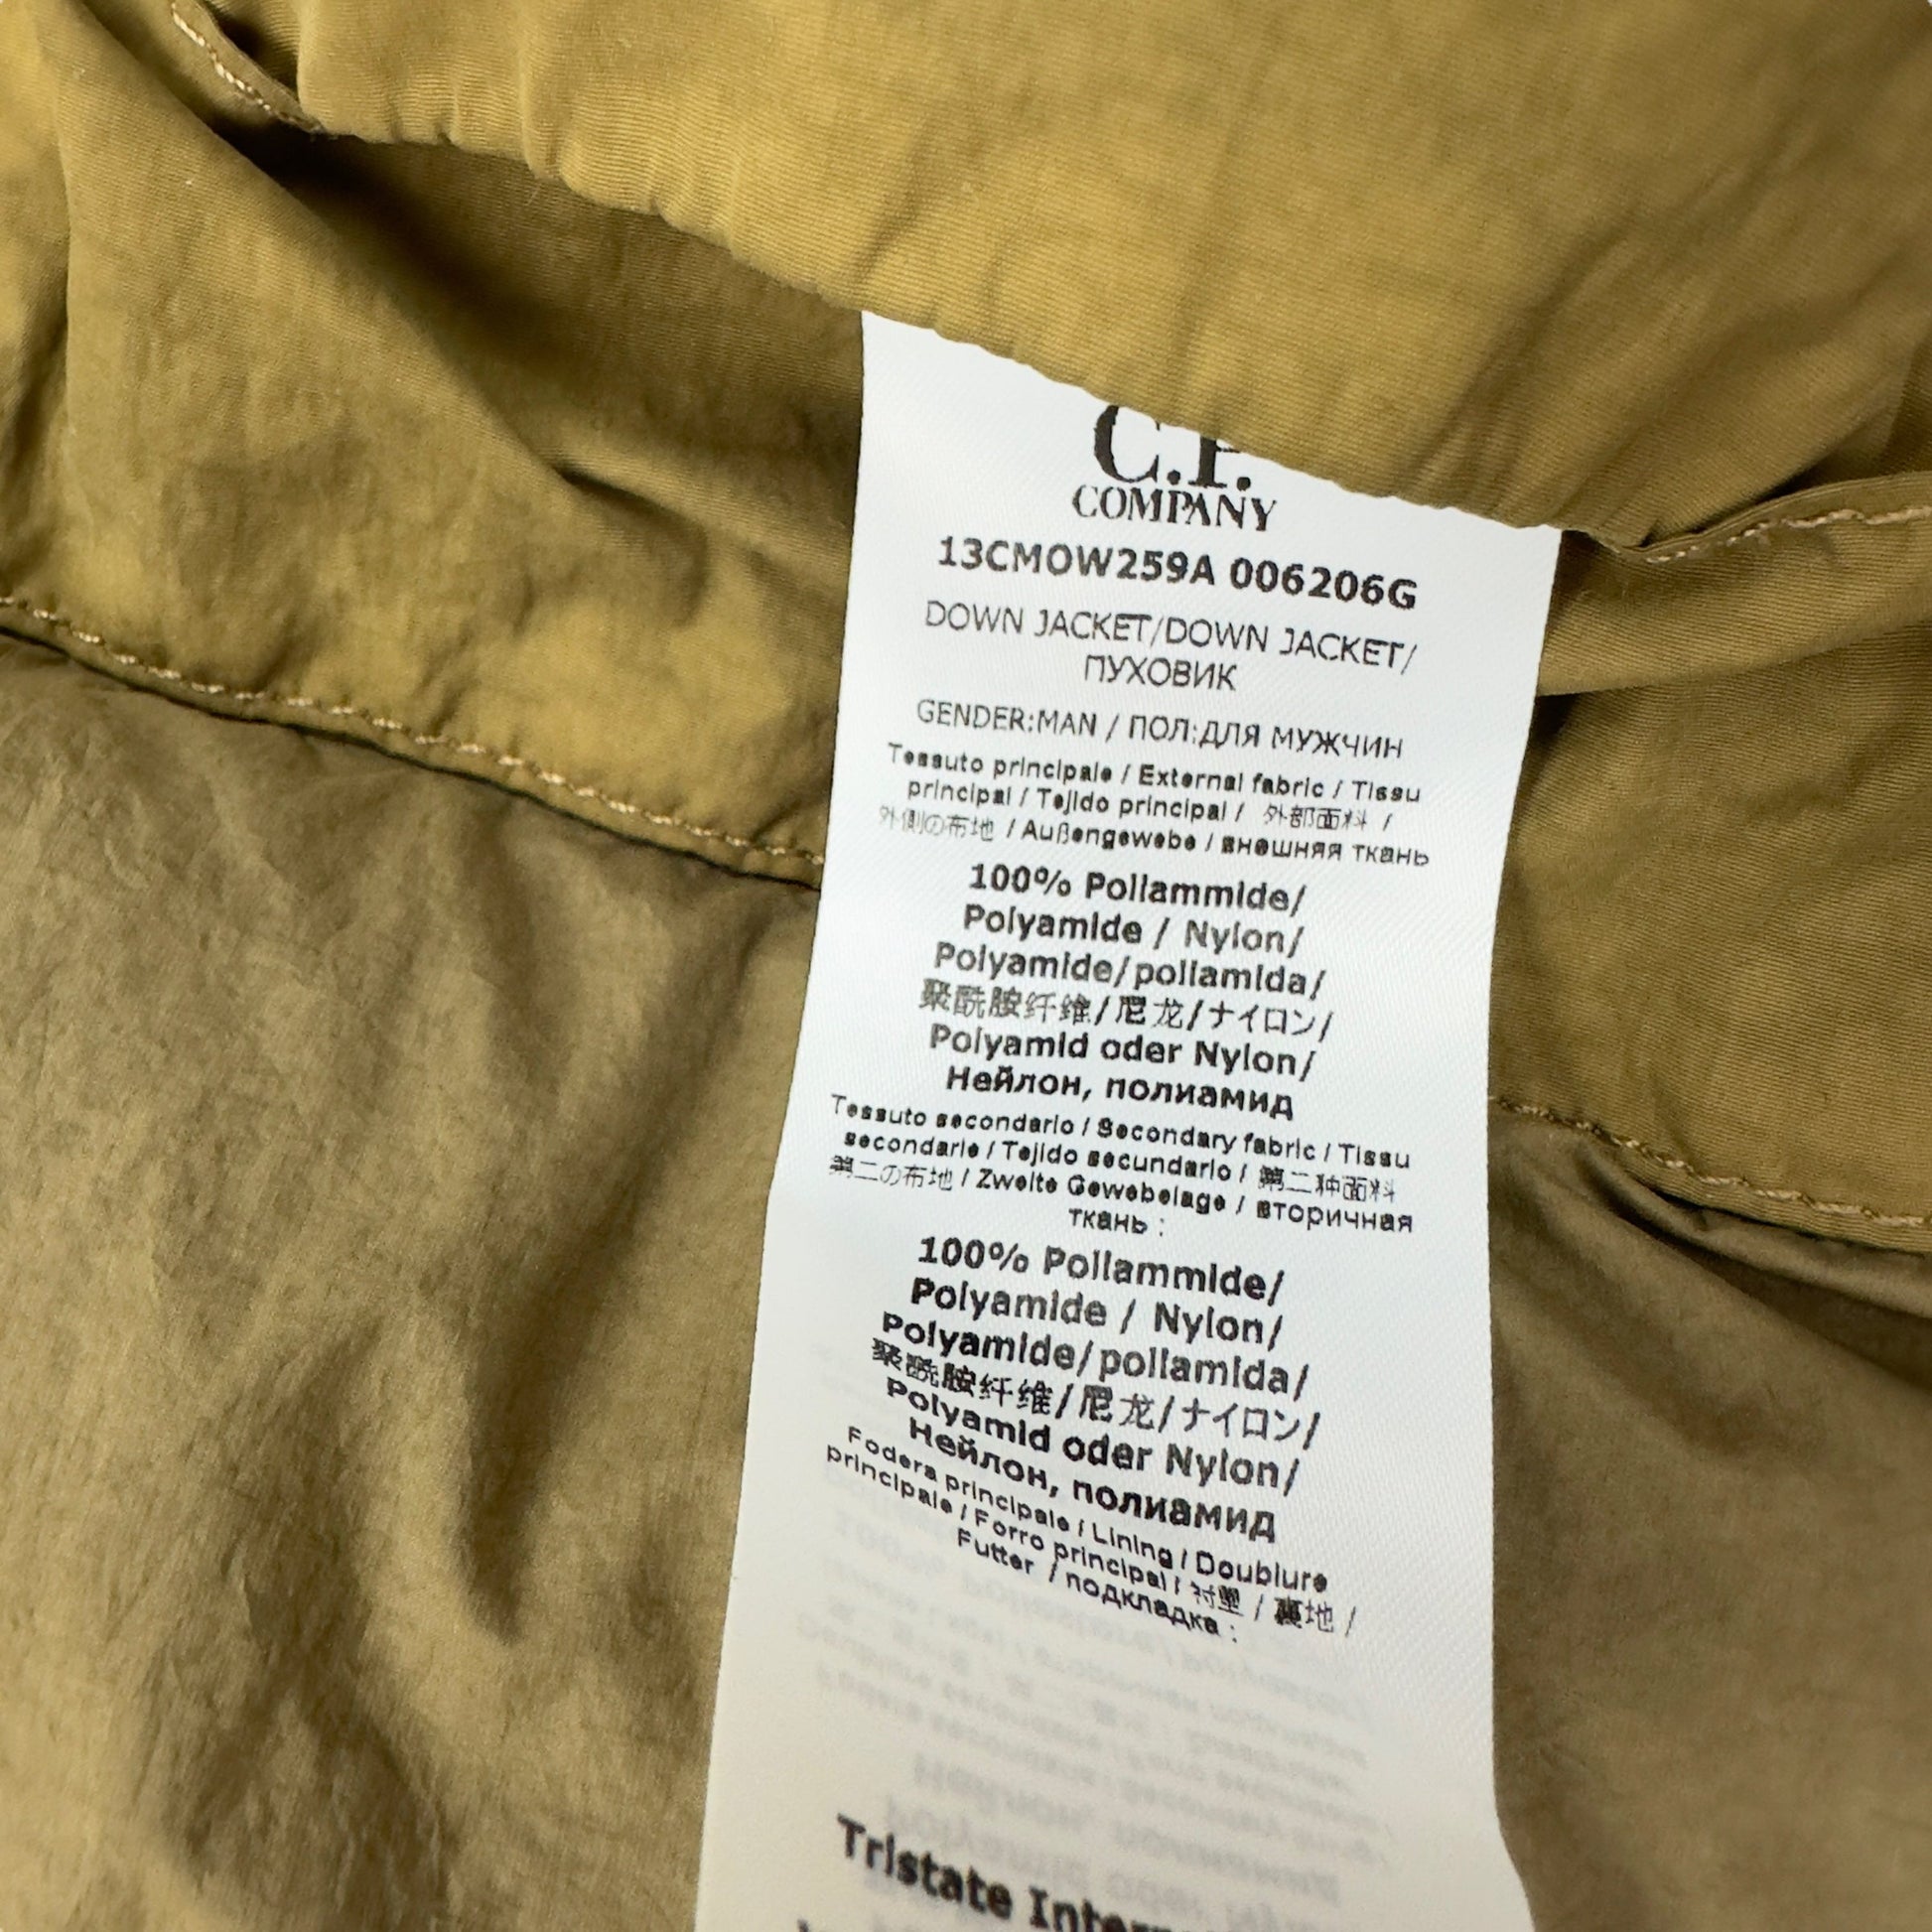 C.P.
COMPANY
13CMOW259A 006206G
DOWN JACKET/DOWN JACKET/
ПУХОВИК
GENDER:MAN / ПОЛ:ДЛЯ МУЖЧИН
Tessuto principale / External fabric / Tissu
principal / Tejido principal / 外部面料 /
外側の布地 / Außengewebe / внешняя ткань
100% Poliammide/
Polyamide / Nylon/
Polyamide/poliamida/
聚酰胺纤维/尼龙/ナイロン/
Polyamid oder Nylon/
Нейлон, полиамид
Tessuto secondario / Secondary fabric / Tissu
secondarie / Tejido secundario / 第二种面料
第二の布地 / Zweite Gewebelage / вторичная
ткань :
100% Poliammide/
Polyamide / Nylon/
Polyamide/poliamida/
聚酰胺纤维/尼龙/ナイロン/
Polyamid oder Nylon/
Нейлон, полиамид
Fodera principale / Lining / Doublure
principale / Forro principal / 衬里 / 裏地 /
Futter / подкладка :
Tristate